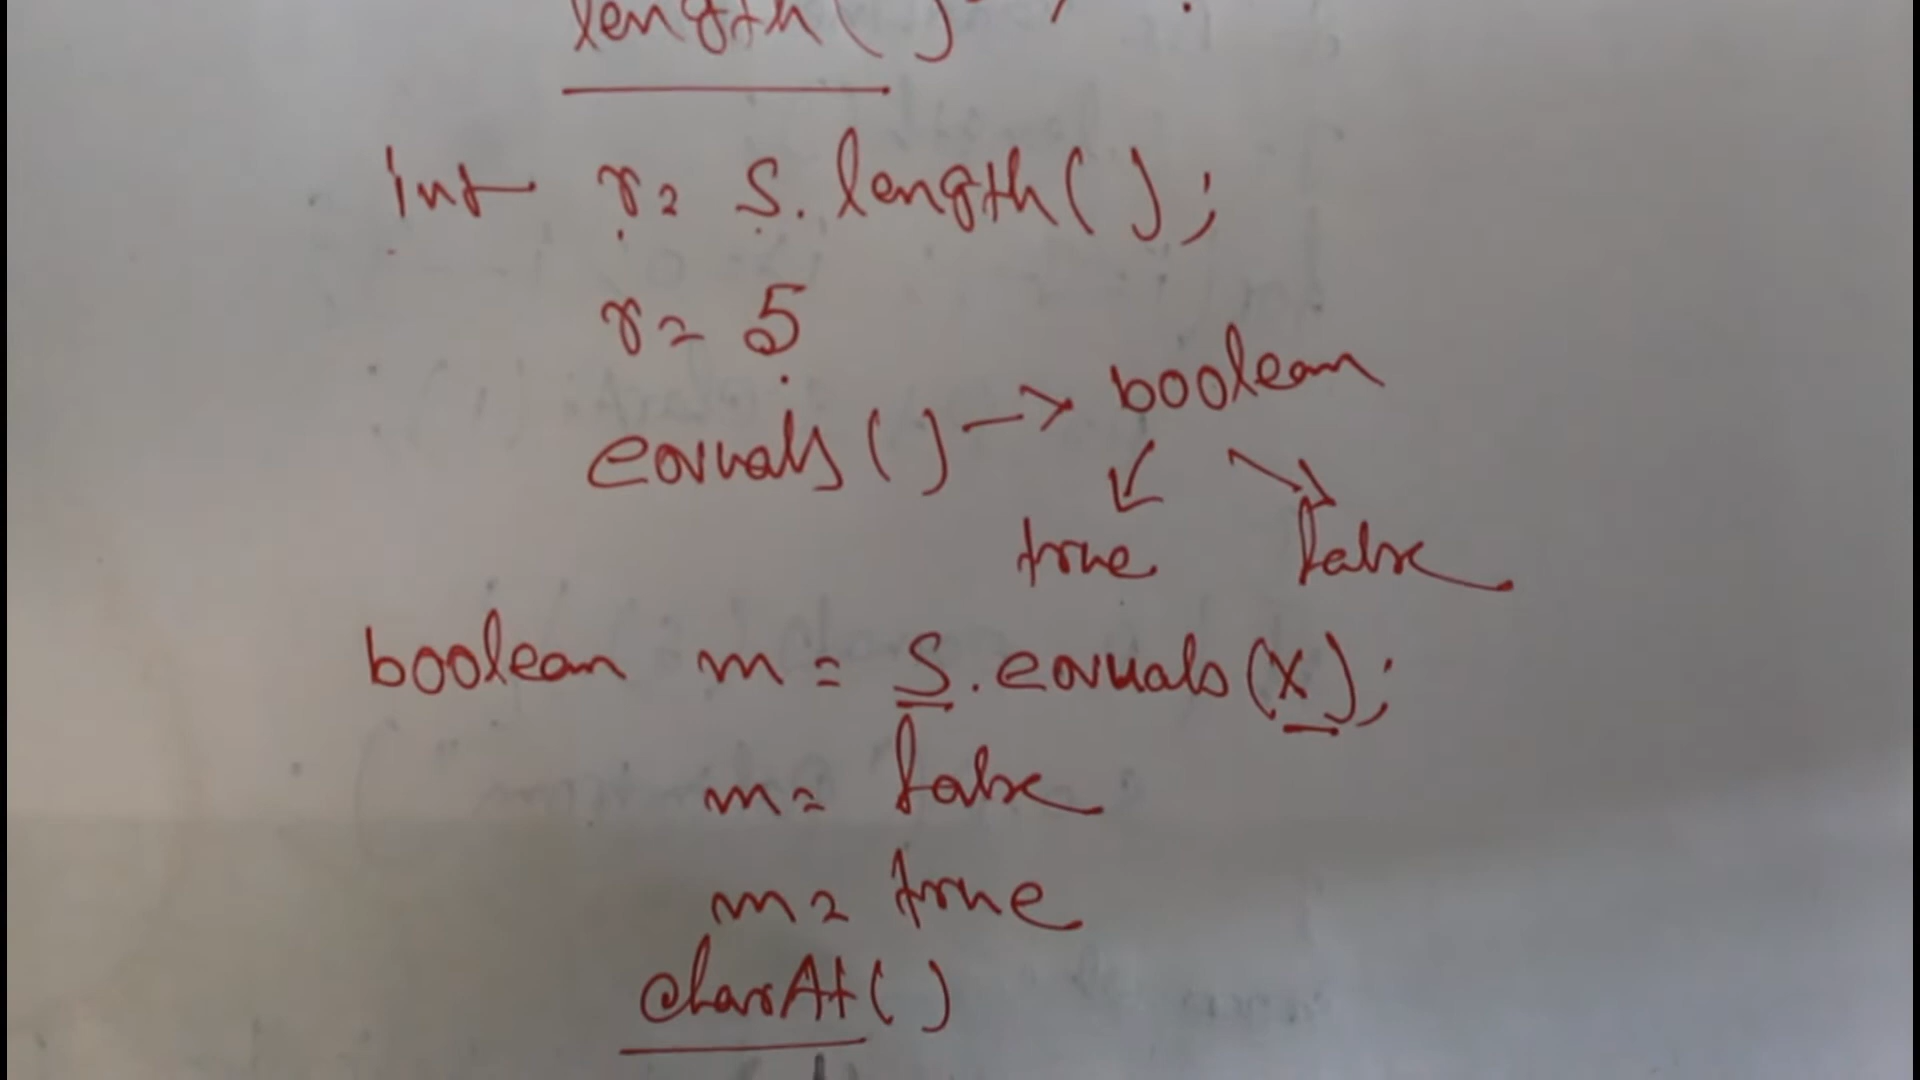 length()
int r= s.length();
r= 5
equals() -> boolean
true false
boolean m = s.equals(x);
m= false
m= true
charAt()